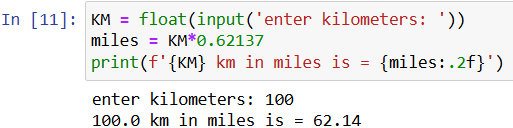 In [11]: KM = float(input('enter kilometers: '))
miles = KM*0.62137
print(f'{KM} km in miles is = {miles:.2f}')
enter kilometers: 100
100.0 km in miles is = 62.14